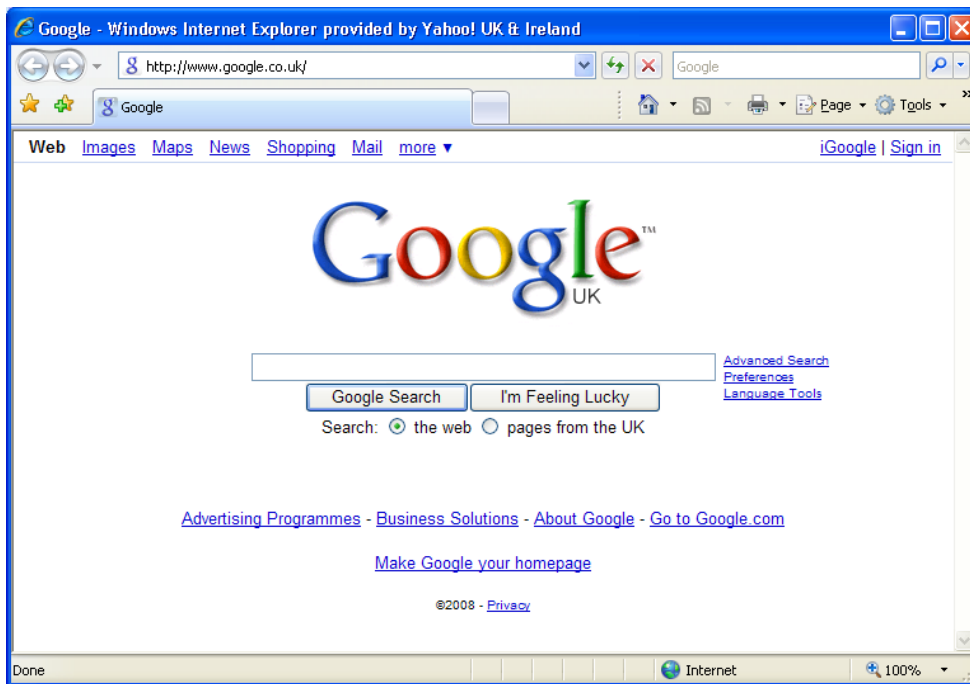 Google - Windows Internet Explorer provided by Yahoo! UK & Ireland
http://www.google.co.uk/ Google
Google Page Tools »
Web Images Maps News Shopping Mail more ▼ iGoogle | Sign in
Google™
UK
Advanced Search
Preferences
Language Tools
Google Search I'm Feeling Lucky
Search: the web pages from the UK
Advertising Programmes - Business Solutions - About Google - Go to Google.com
Make Google your homepage
©2008 - Privacy
Done Internet 100%